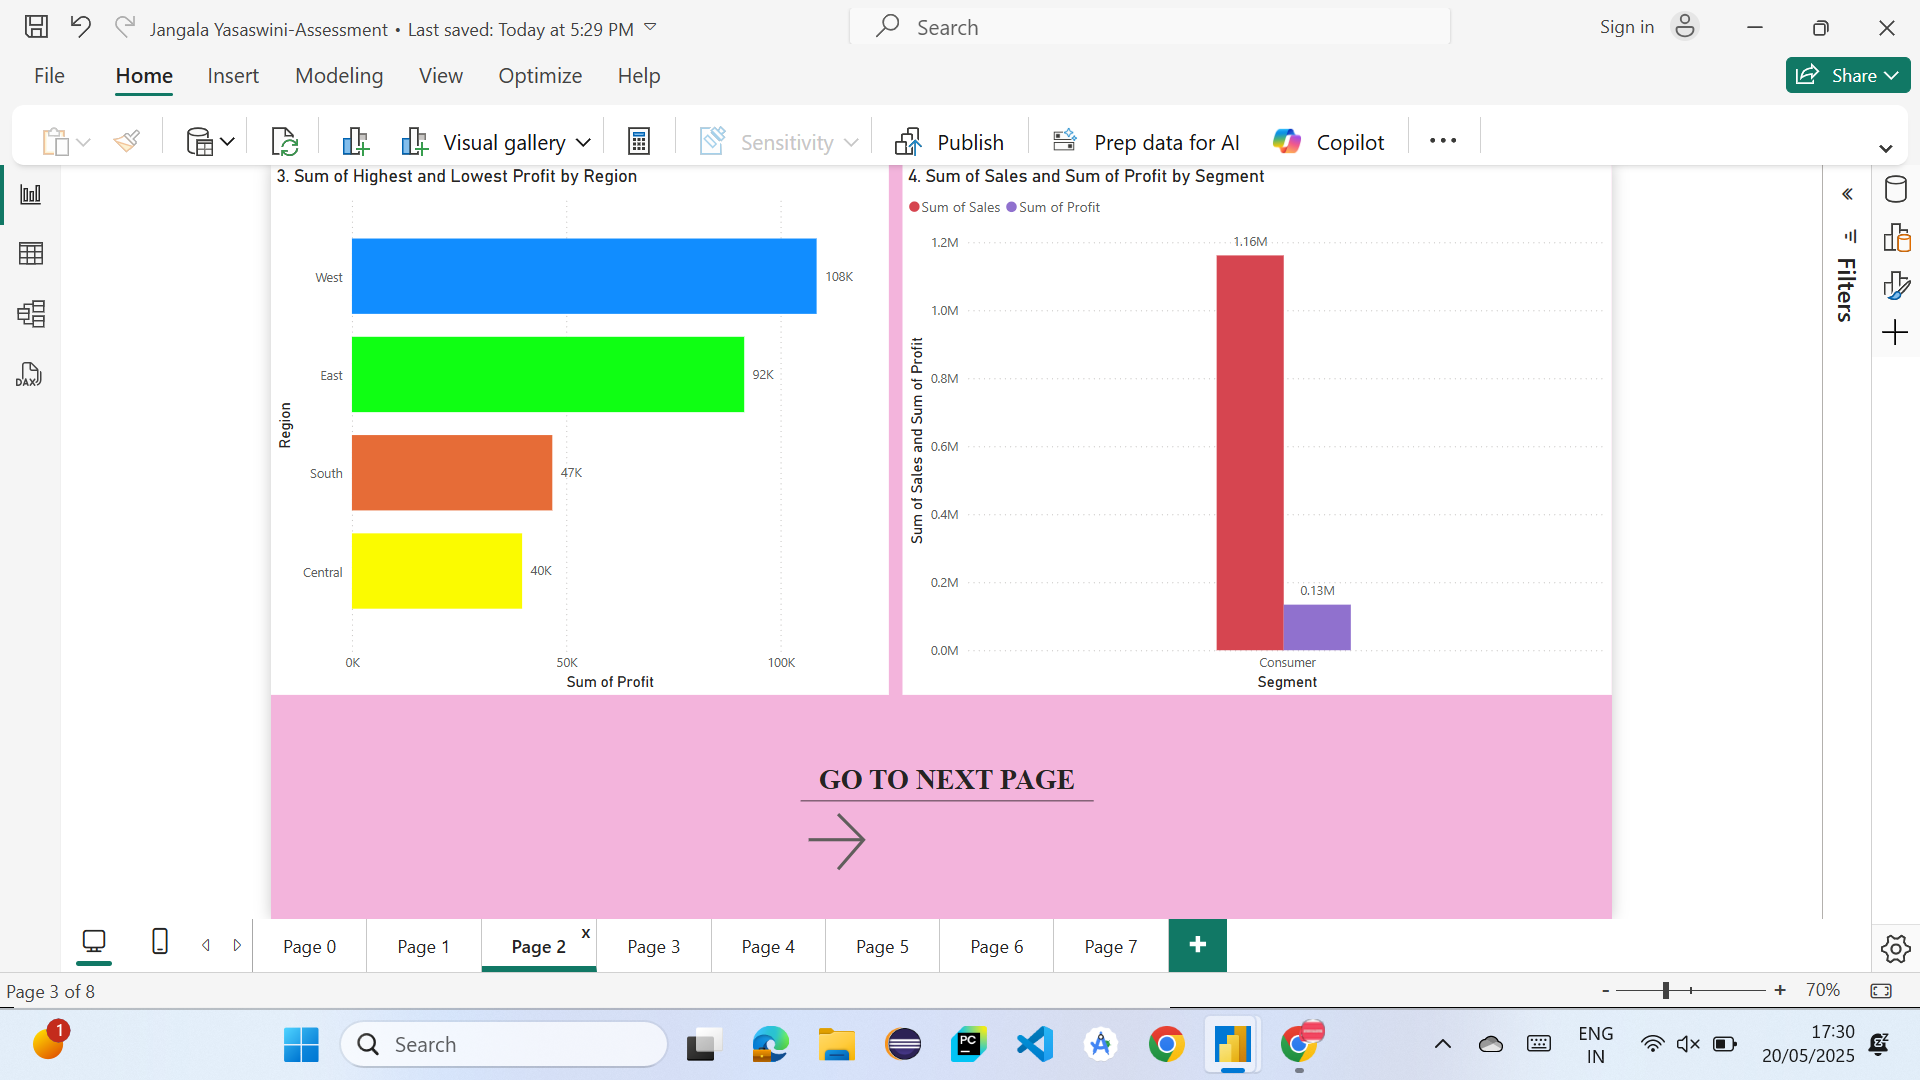 Jangala Yasaswini-Assessment • Last saved: Today at 5:29 PM
Search
Sign in
File Home Insert Modeling View Optimize Help
Share
Visual gallery
Sensitivity
Publish
Prep data for AI
Copilot
DAX
3. Sum of Highest and Lowest Profit by Region
Region
West 108K
East 92K
South 47K
Central 40K
0K 50K 100K
Sum of Profit
4. Sum of Sales and Sum of Profit by Segment
Sum of Sales Sum of Profit
Sum of Sales and Sum of Profit
1.2M
1.0M
0.8M
0.6M
0.4M
0.2M
0.0M
1.16M
0.13M
Consumer
Segment
Filters
GO TO NEXT PAGE
Page 0 Page 1 Page 2 x Page 3 Page 4 Page 5 Page 6 Page 7 +
Page 3 of 8
- + 70%
1
Search
PC
ENG
IN
17:30
20/05/2025